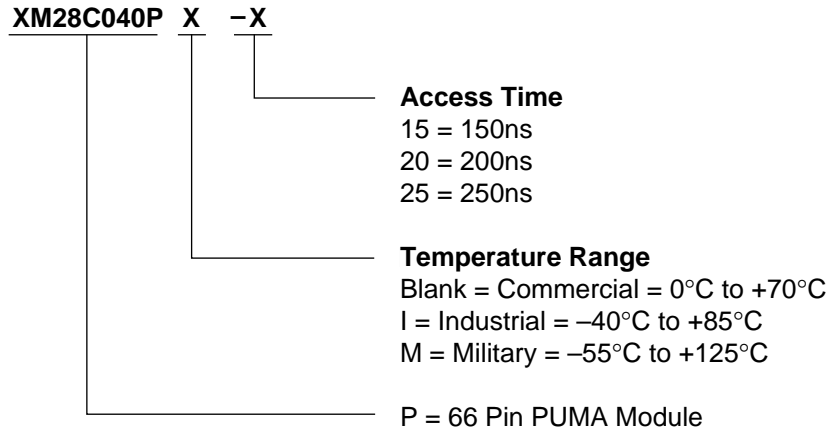 XM28C040P X –X
Access Time
15 = 150ns
20 = 200ns
25 = 250ns
Temperature Range
Blank = Commercial = 0°C to +70°C
I = Industrial = –40°C to +85°C
M = Military = –55°C to +125°C
P = 66 Pin PUMA Module